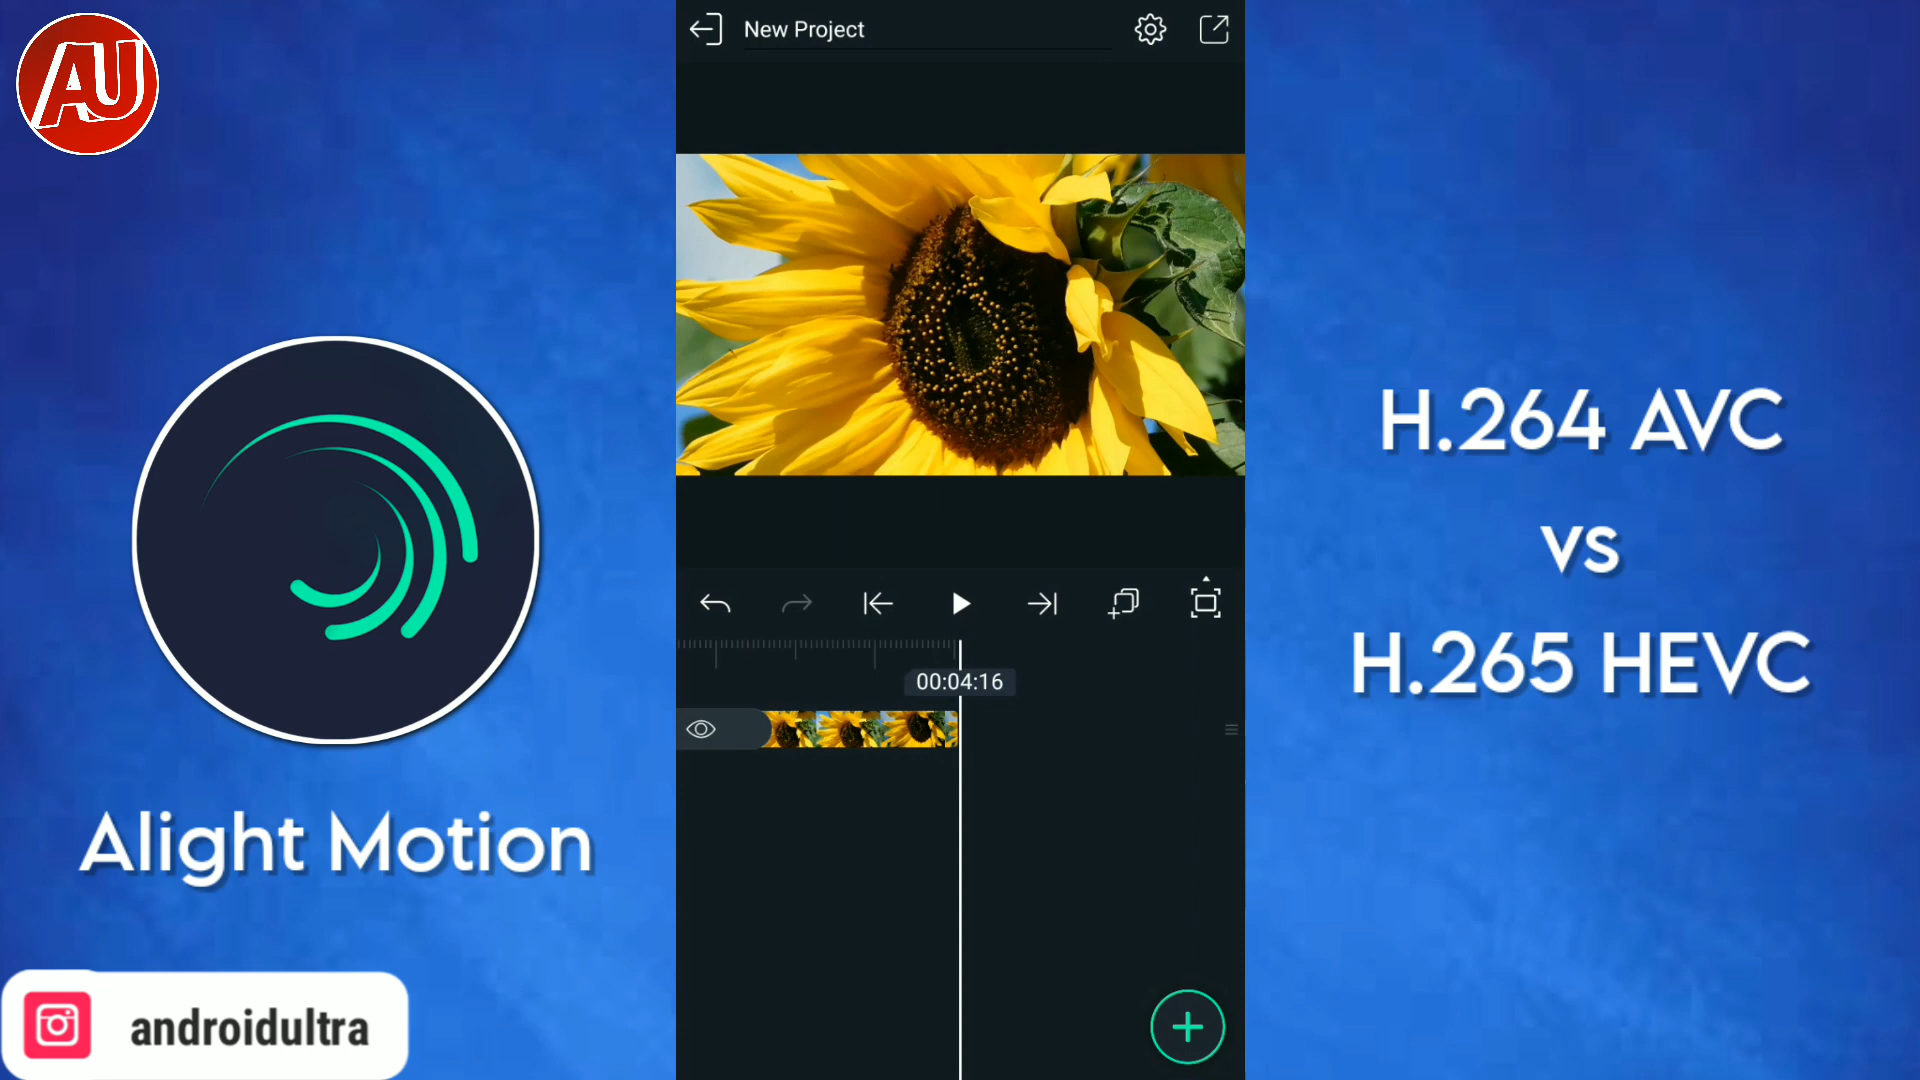 AU
New Project
00:04:16
Alight Motion
H.264 AVC
vs
H.265 HEVC
androidultra